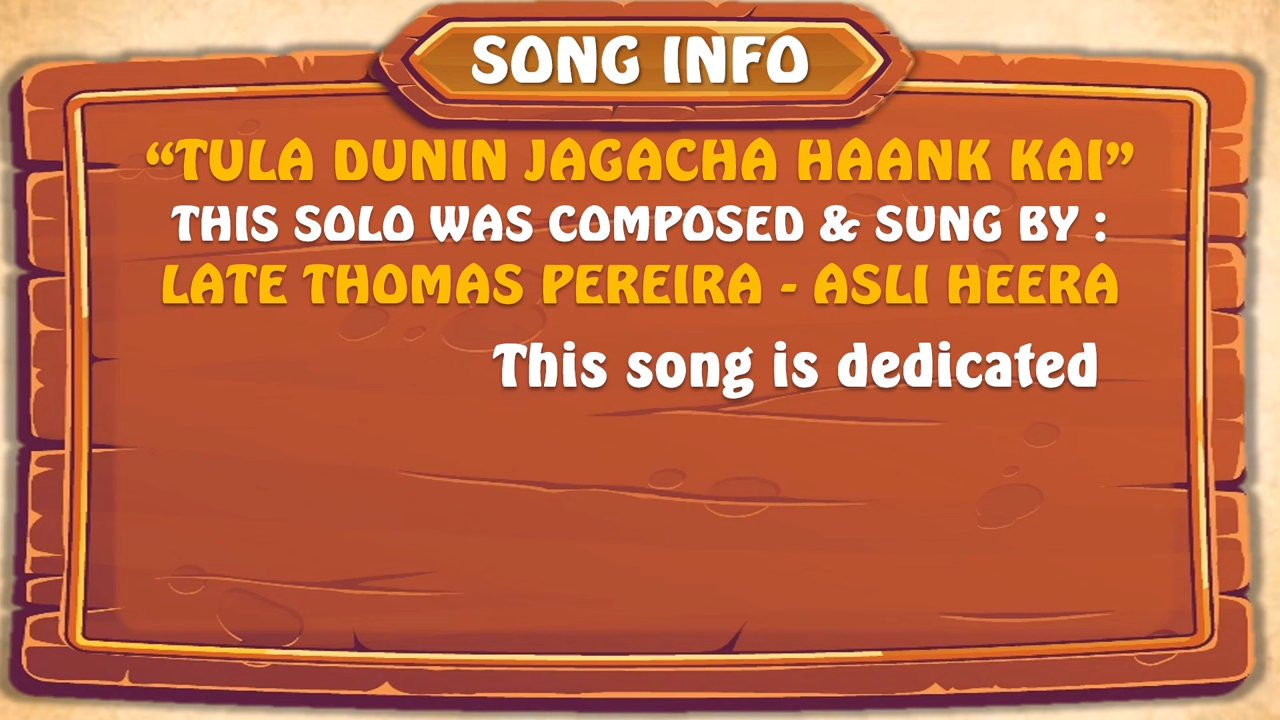 SONG INFO
“TULA DUNIN JAGACHA HAANK KAI”
THIS SOLO WAS COMPOSED & SUNG BY :
LATE THOMAS PEREIRA - ASLI HEERA
This song is dedicated